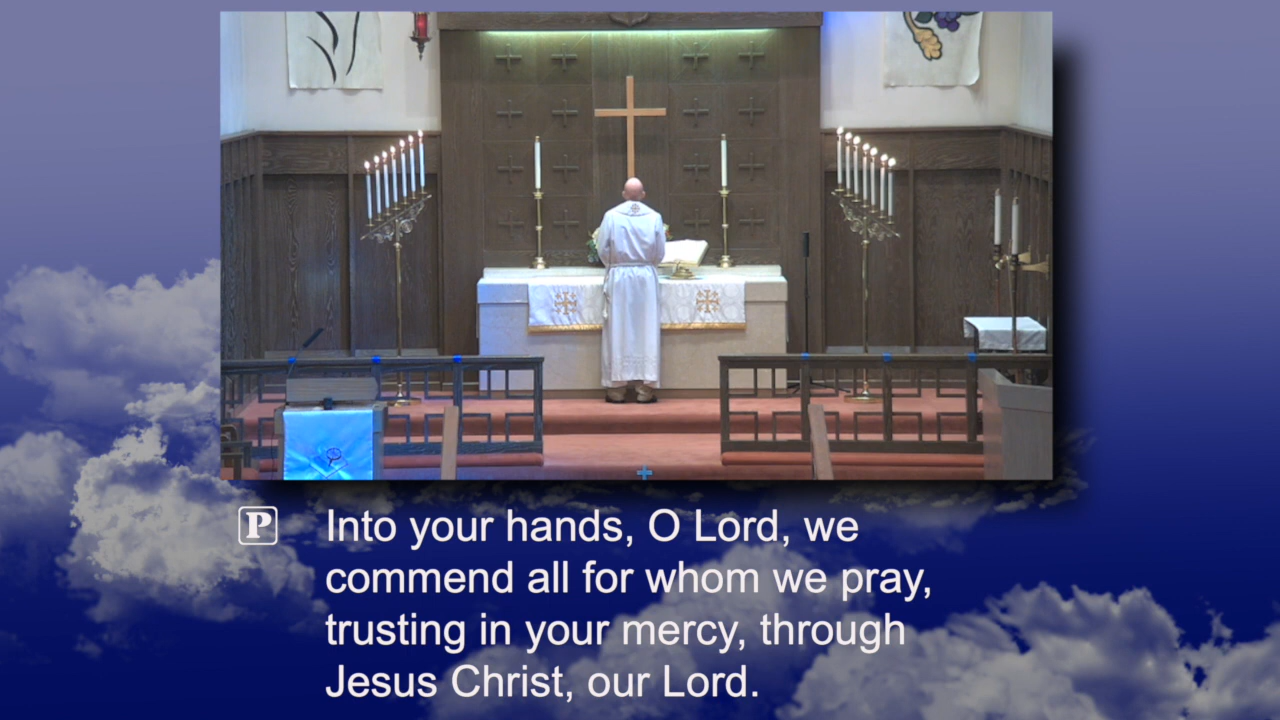 P Into your hands, O Lord, we
commend all for whom we pray,
trusting in your mercy, through
Jesus Christ, our Lord.